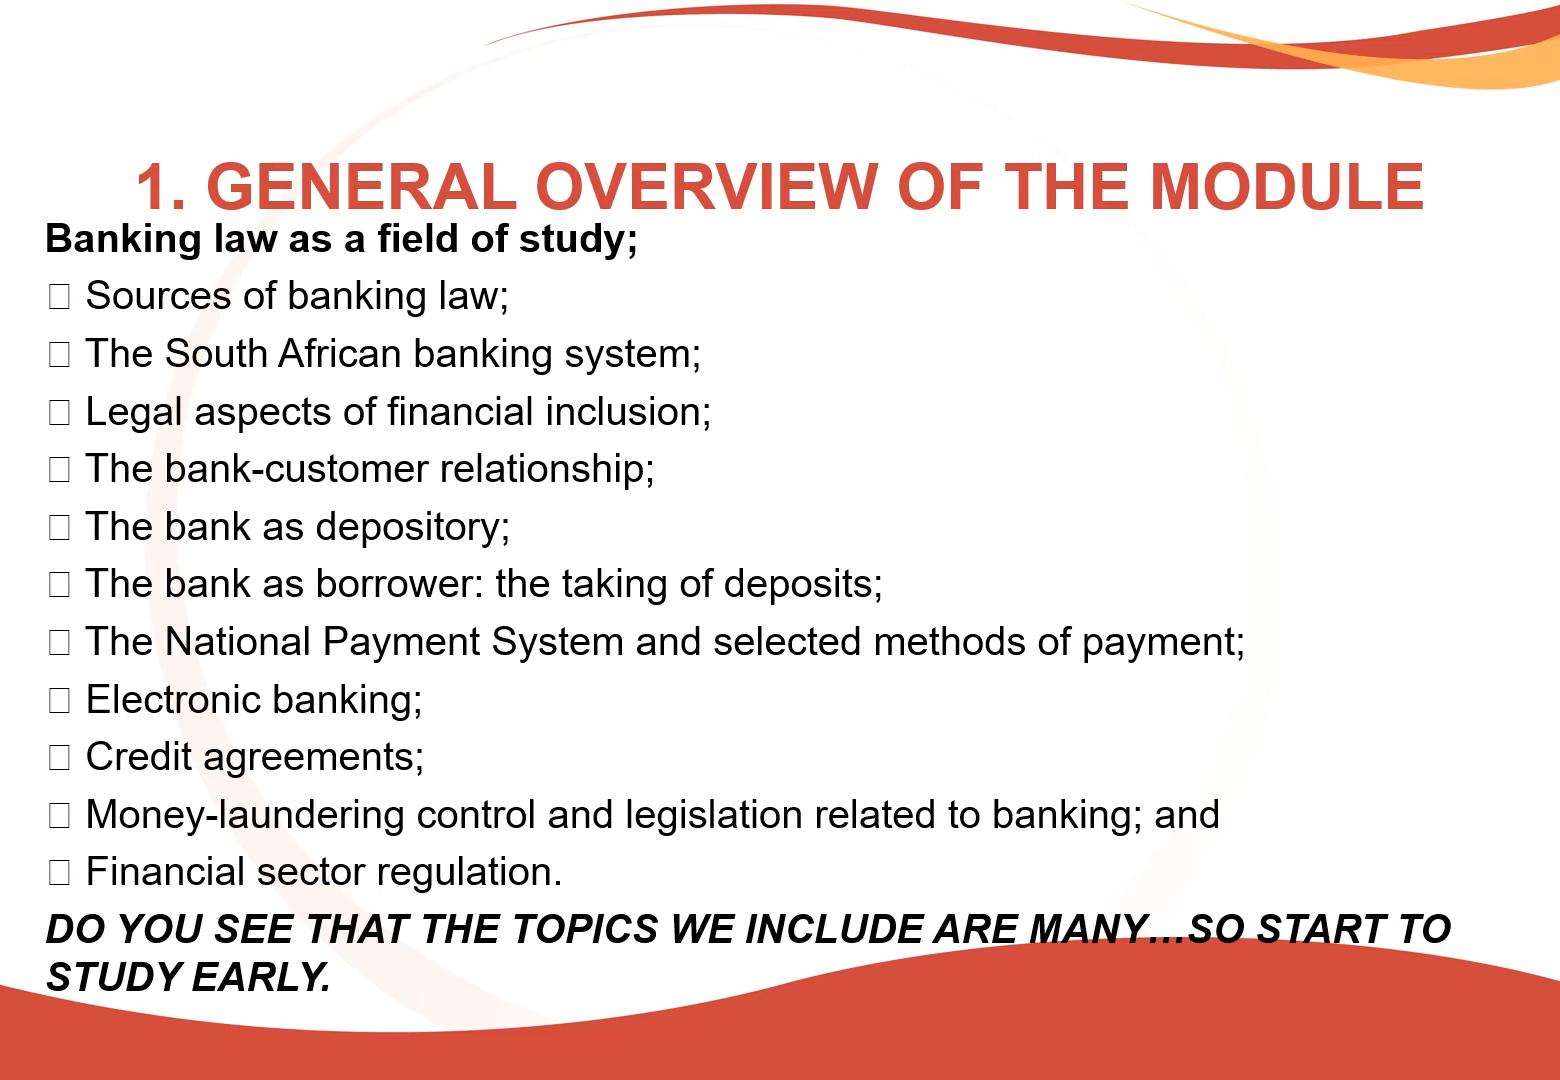 1. GENERAL OVERVIEW OF THE MODULE
Banking law as a field of study;
□ Sources of banking law;
□ The South African banking system;
□ Legal aspects of financial inclusion;
□ The bank-customer relationship;
□ The bank as depository;
□ The bank as borrower: the taking of deposits;
□ The National Payment System and selected methods of payment;
□ Electronic banking;
□ Credit agreements;
□ Money-laundering control and legislation related to banking; and
□ Financial sector regulation.
DO YOU SEE THAT THE TOPICS WE INCLUDE ARE MANY…SO START TO
STUDY EARLY.